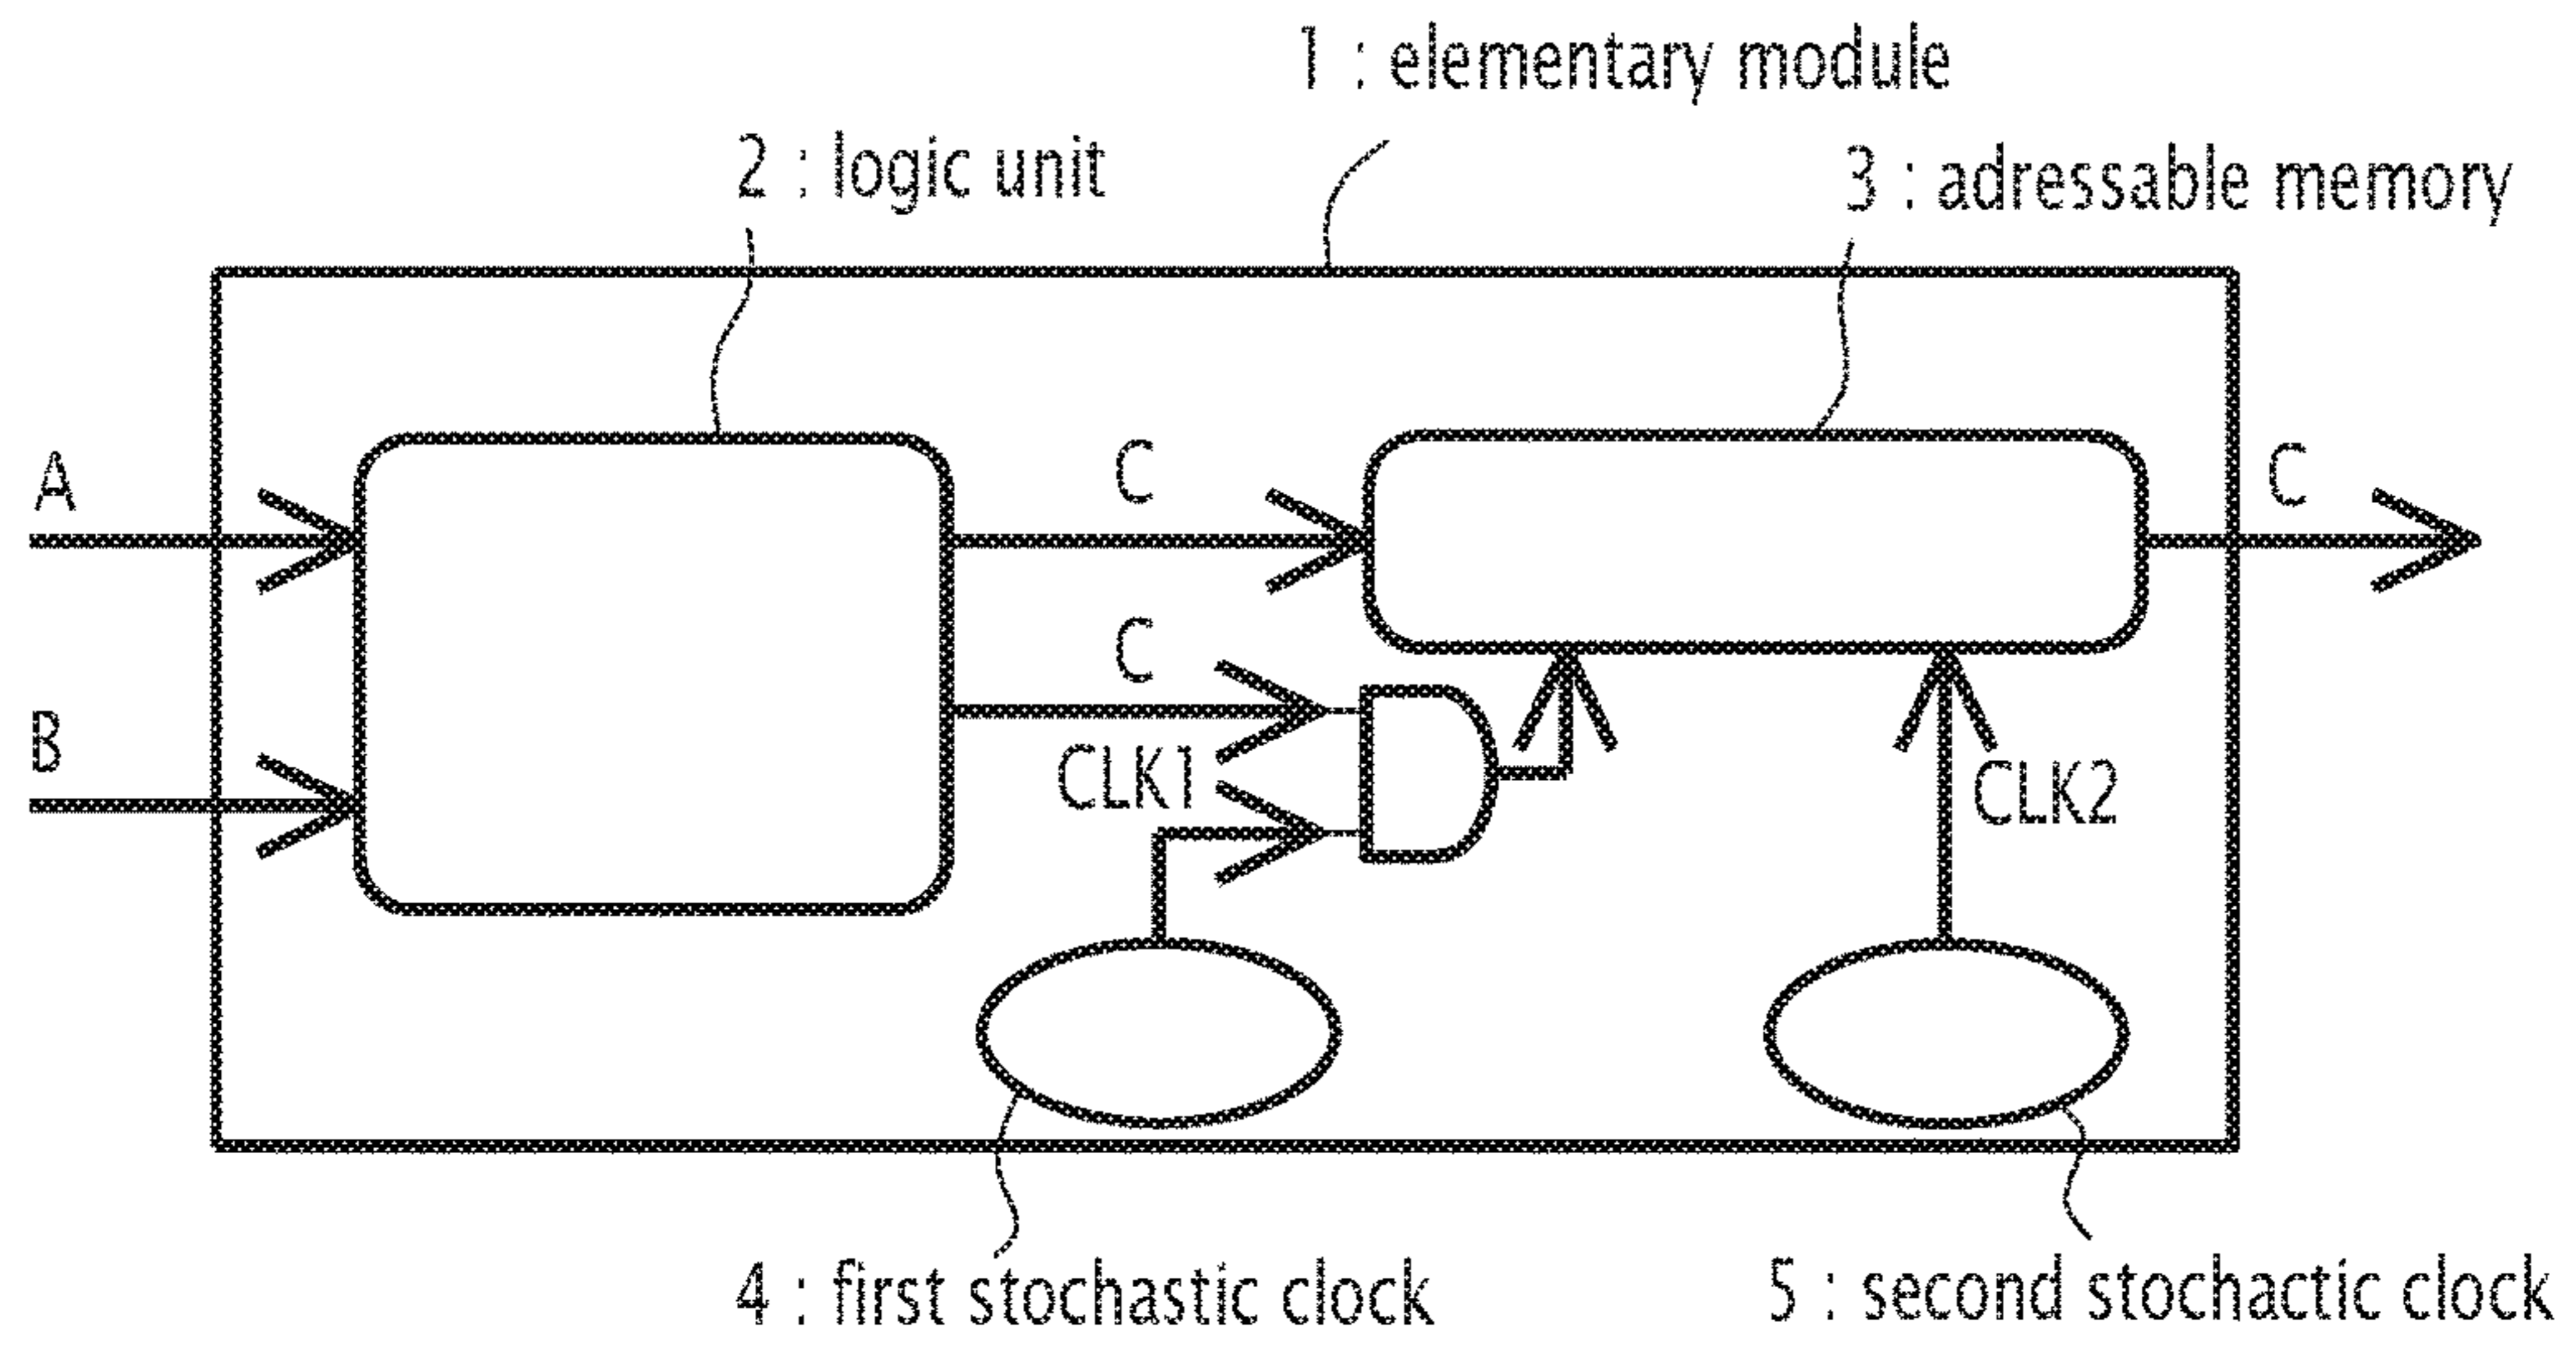 1 : elementary module
2 : logic unit
3 : adressable memory
A
C
C
C
B
CLK1
CLK2
4 : first stochastic clock
5 : second stochactic clock